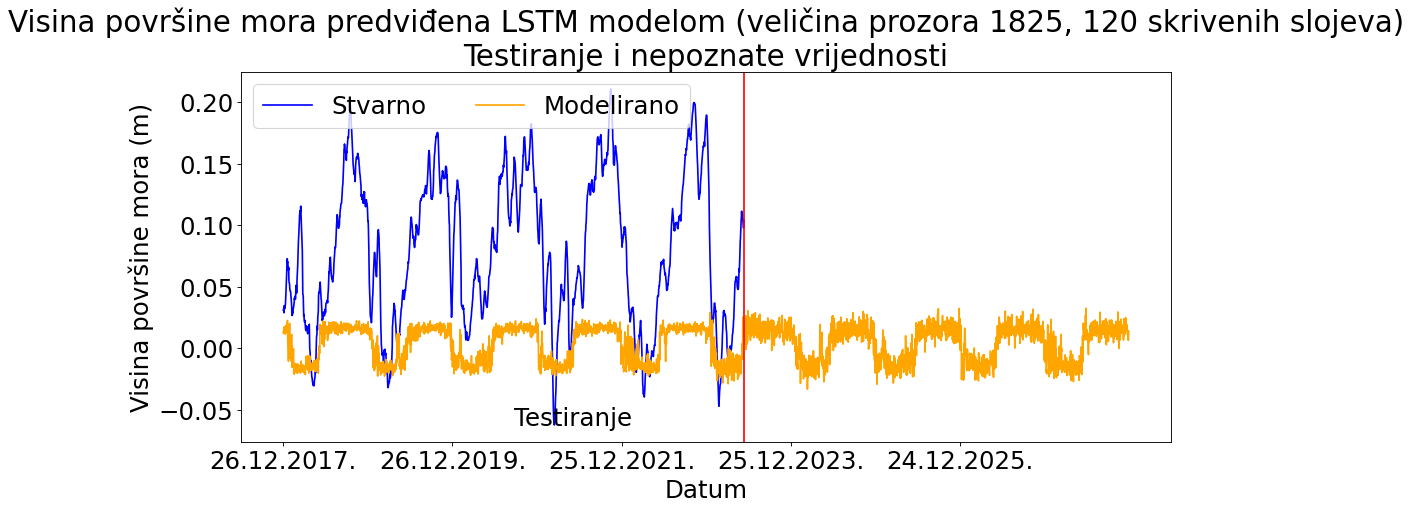 Visina površine mora predviđena LSTM modelom (veličina prozora 1825, 120 skrivenih slojeva)
Testiranje i nepoznate vrijednosti
Stvarno Modelirano
Visina površine mora (m)
0.20
0.15
0.10
0.05
0.00
−0.05
Testiranje
26.12.2017. 26.12.2019. 25.12.2021. 25.12.2023. 24.12.2025.
Datum